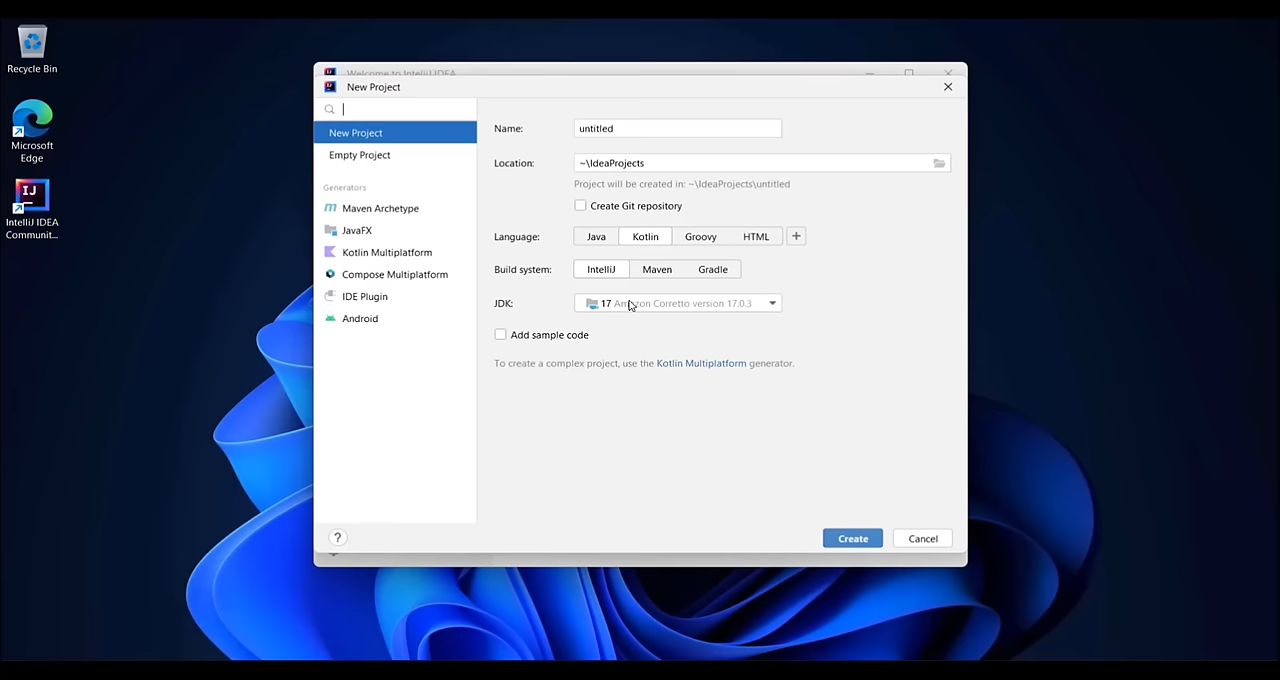 Recycle Bin
Microsoft
Edge
IJ
IntelliJ IDEA
Communit...
Welcome to IntelliJ IDEA
New Project
New Project
Empty Project
Generators
Maven Archetype
JavaFX
Kotlin Multiplatform
Compose Multiplatform
IDE Plugin
Android
Name: untitled
Location: ~\IdeaProjects
Project will be created in: ~\IdeaProjects\untitled
Create Git repository
Language: Java Kotlin Groovy HTML +
Build system: IntelliJ Maven Gradle
JDK: 17 Amazon Corretto version 17.0.3
Add sample code
To create a complex project, use the Kotlin Multiplatform generator.
? Create Cancel